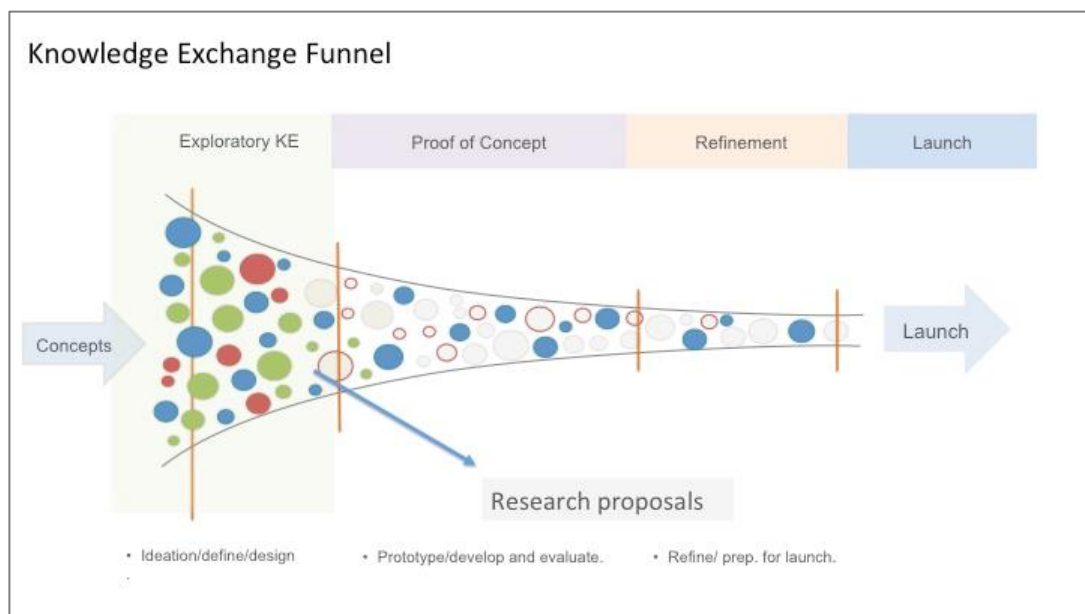 Knowledge Exchange Funnel
Exploratory KE
Proof of Concept
Refinement
Launch
Concepts
Launch
Research proposals
• Ideation/define/design
.
• Prototype/develop and evaluate.
• Refine/ prep. for launch.